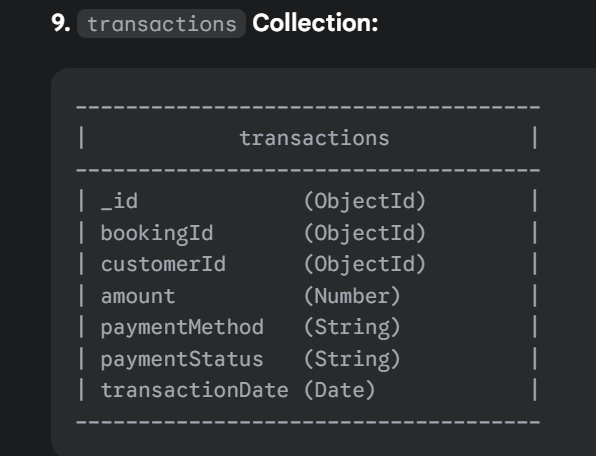 9. transactions Collection:
--------------------------------------
| transactions |
--------------------------------------
| _id (ObjectId) |
| bookingId (ObjectId) |
| customerId (ObjectId) |
| amount (Number) |
| paymentMethod (String) |
| paymentStatus (String) |
| transactionDate (Date) |
--------------------------------------